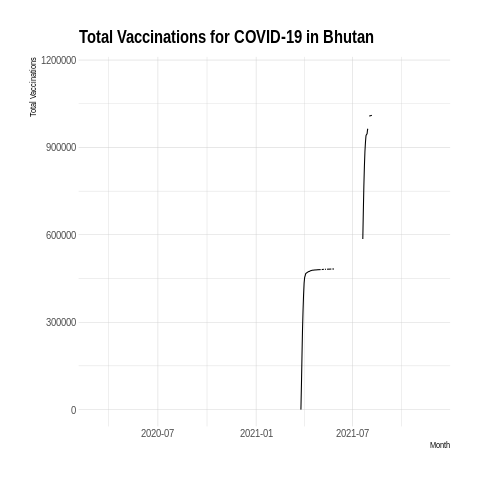 Total Vaccinations for COVID-19 in Bhutan
Total Vaccinations
1200000
900000
600000
300000
0
2020-07 2021-01 2021-07
Month